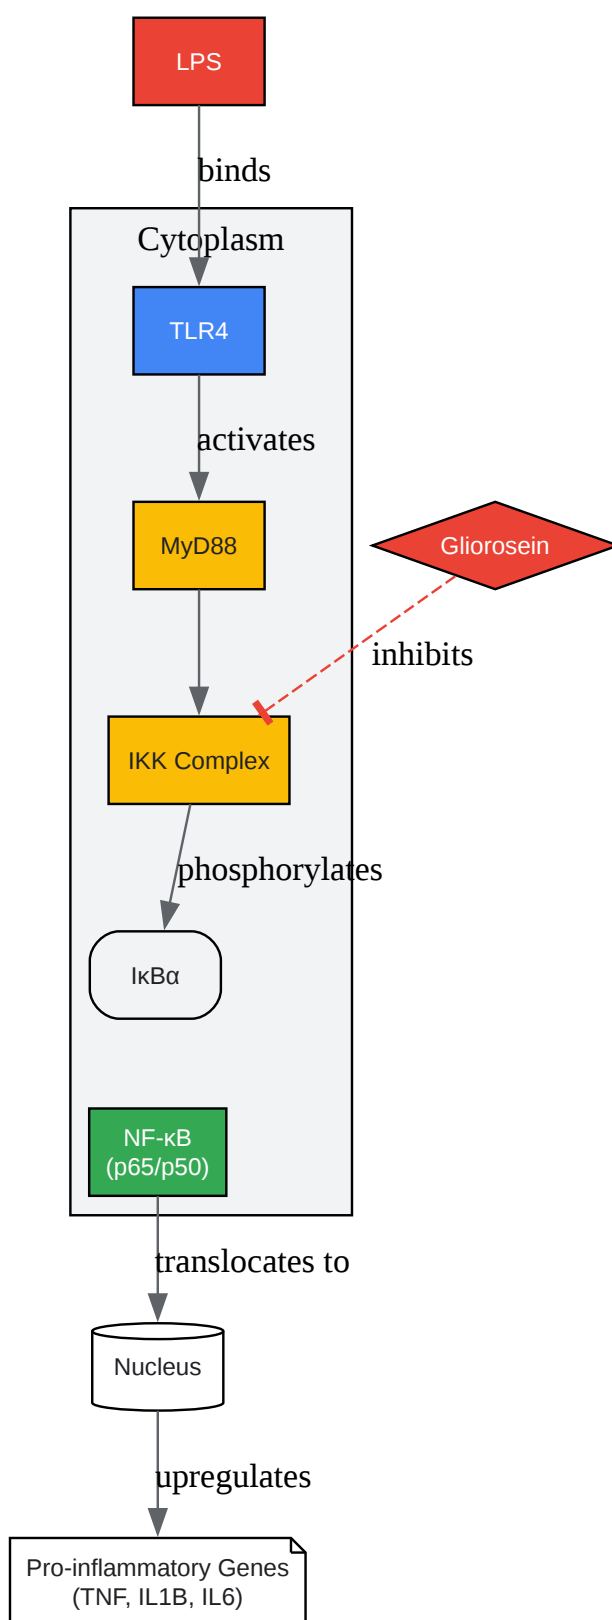 LPS
binds
Cytoplasm
TLR4
activates
MyD88
Gliorosein
inhibits
IKK Complex
phosphorylates
IκBα
NF-κB
(p65/p50)
translocates to
Nucleus
upregulates
Pro-inflammatory Genes
(TNF, IL1B, IL6)